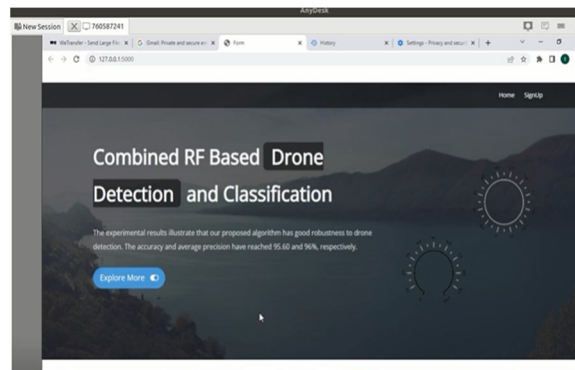 AnyDesk
New Session 760587241
WeTransfer - Send Large File Gmail: Private and secure em Form History Settings - Privacy and securi
127.0.0.1:5000
Home SignUp
Combined RF Based Drone
Detection and Classification
The experimental results illustrate that our proposed algorithm has good robustness to drone
detection. The accuracy and average precision have reached 95.60 and 96%, respectively.
Explore More